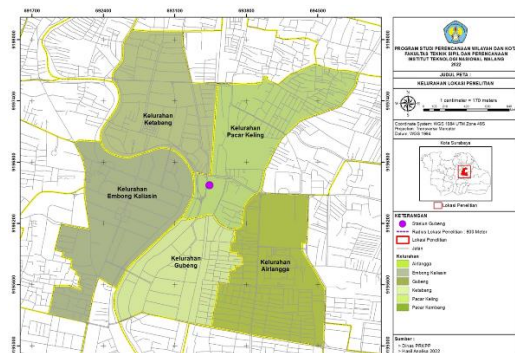 Kelurahan
Ketabang
Kelurahan
Pacar Keling
Kelurahan
Embong Kaliasin
Kelurahan
Gubeng
Kelurahan
Airlangga
PROGRAM STUDI PERENCANAAN WILAYAH DAN KOTA
FAKULTAS TEKNIK SIPIL DAN PERENCANAAN
INSTITUT TEKNOLOGI NASIONAL MALANG
2022
JUDUL PETA :
KELURAHAN LOKASI PENELITIAN
1 centimeter = 170 meters
Coordinate System: WGS 1984 UTM Zone 49S
Projection: Transverse Mercator
Datum: WGS 1984
Kota Surabaya
Lokasi Penelitian
KETERANGAN
Stasiun Gubeng
Radius Lokasi Penelitian : 800 Meter
Lokasi Penelitian
Jalan
Kelurahan
Airlangga
Embong Kaliasin
Gubeng
Ketabang
Pacar Keling
Pacar Kembang
Sumber :
> Dinas PRKPP
> Hasil Analisa 2022